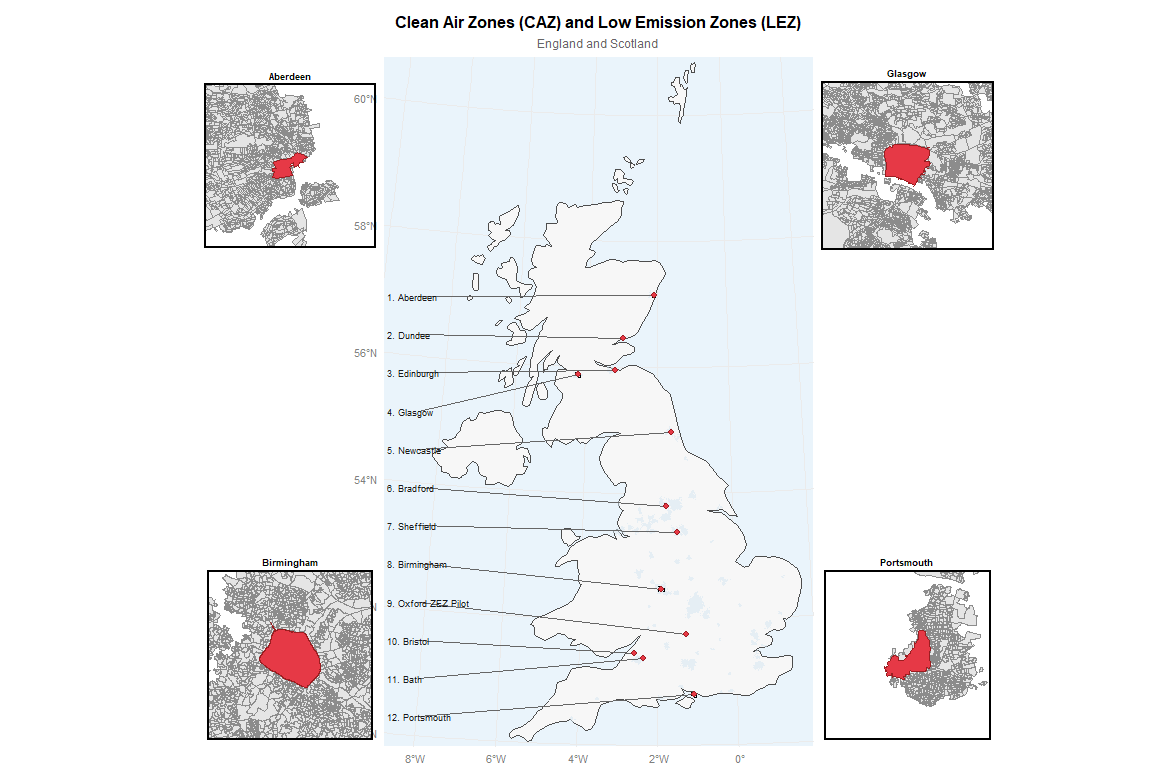 Clean Air Zones (CAZ) and Low Emission Zones (LEZ)
England and Scotland
Aberdeen
Glasgow
60°N
58°N
1. Aberdeen
2. Dundee
56°N
3. Edinburgh
4. Glasgow
5. Newcastle
54°N
6. Bradford
7. Sheffield
Birmingham
Portsmouth
8. Birmingham
9. Oxford ZEZ Pilot
N
10. Bristol
11. Bath
12. Portsmouth
N
8°W 6°W 4°W 2°W 0°